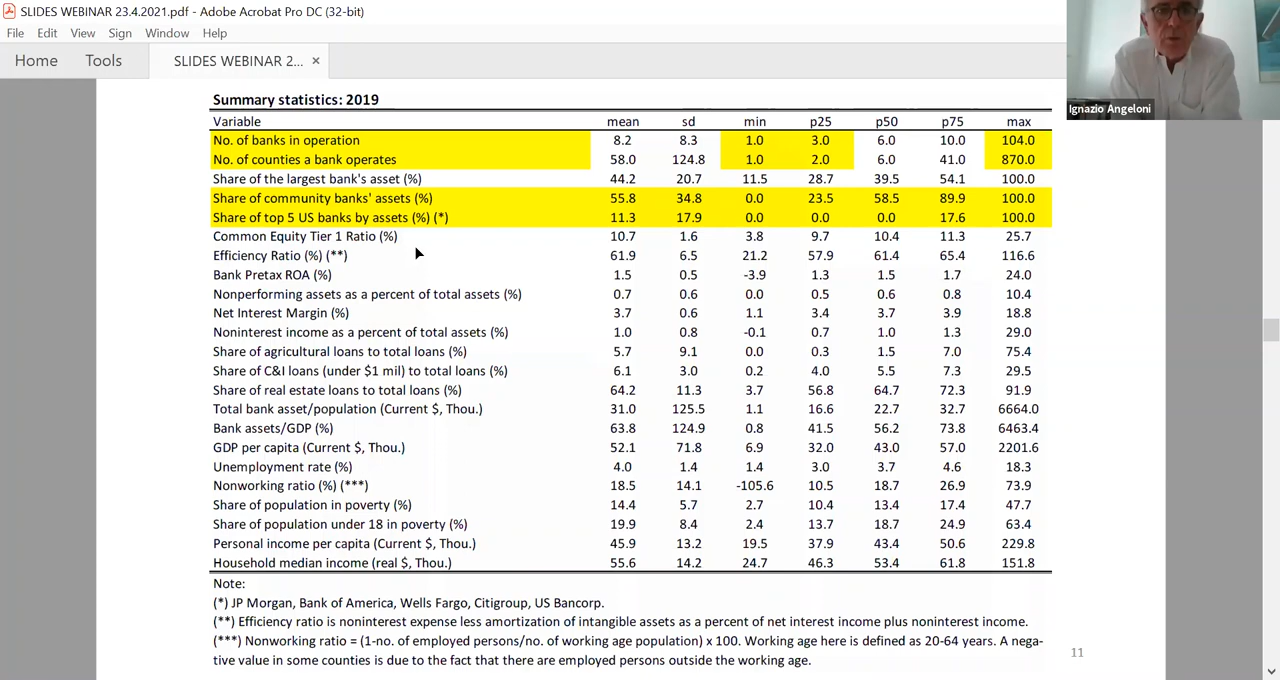 SLIDES WEBINAR 23.4.2021.pdf - Adobe Acrobat Pro DC (32-bit)
File Edit View Sign Window Help
Home Tools SLIDES WEBINAR 2... ×
Ignazio Angeloni
Summary statistics: 2019
Variable mean sd min p25 p50 p75 max
No. of banks in operation 8.2 8.3 1.0 3.0 6.0 10.0 104.0
No. of counties a bank operates 58.0 124.8 1.0 2.0 6.0 41.0 870.0
Share of the largest bank's asset (%) 44.2 20.7 11.5 28.7 39.5 54.1 100.0
Share of community banks' assets (%) 55.8 34.8 0.0 23.5 58.5 89.9 100.0
Share of top 5 US banks by assets (%) (*) 11.3 17.9 0.0 0.0 0.0 17.6 100.0
Common Equity Tier 1 Ratio (%) 10.7 1.6 3.8 9.7 10.4 11.3 25.7
Efficiency Ratio (%) (**) 61.9 6.5 21.2 57.9 61.4 65.4 116.6
Bank Pretax ROA (%) 1.5 0.5 -3.9 1.3 1.5 1.7 24.0
Nonperforming assets as a percent of total assets (%) 0.7 0.6 0.0 0.5 0.6 0.8 10.4
Net Interest Margin (%) 3.7 0.6 1.1 3.4 3.7 3.9 18.8
Noninterest income as a percent of total assets (%) 1.0 0.8 -0.1 0.7 1.0 1.3 29.0
Share of agricultural loans to total loans (%) 5.7 9.1 0.0 0.3 1.5 7.0 75.4
Share of C&I loans (under $1 mil) to total loans (%) 6.1 3.0 0.2 4.0 5.5 7.3 29.5
Share of real estate loans to total loans (%) 64.2 11.3 3.7 56.8 64.7 72.3 91.9
Total bank asset/population (Current $, Thou.) 31.0 125.5 1.1 16.6 22.7 32.7 6664.0
Bank assets/GDP (%) 63.8 124.9 0.8 41.5 56.2 73.8 6463.4
GDP per capita (Current $, Thou.) 52.1 71.8 6.9 32.0 43.0 57.0 2201.6
Unemployment rate (%) 4.0 1.4 1.4 3.0 3.7 4.6 18.3
Nonworking ratio (%) (***) 18.5 14.1 -105.6 10.5 18.7 26.9 73.9
Share of population in poverty (%) 14.4 5.7 2.7 10.4 13.4 17.4 47.7
Share of population under 18 in poverty (%) 19.9 8.4 2.4 13.7 18.7 24.9 63.4
Personal income per capita (Current $, Thou.) 45.9 13.2 19.5 37.9 43.4 50.6 229.8
Household median income (real $, Thou.) 55.6 14.2 24.7 46.3 53.4 61.8 151.8
Note:
(*) JP Morgan, Bank of America, Wells Fargo, Citigroup, US Bancorp.
(**) Efficiency ratio is noninterest expense less amortization of intangible assets as a percent of net interest income plus noninterest income.
(***) Nonworking ratio = (1-no. of employed persons/no. of working age population) x 100. Working age here is defined as 20-64 years. A nega-
tive value in some counties is due to the fact that there are employed persons outside the working age.
11